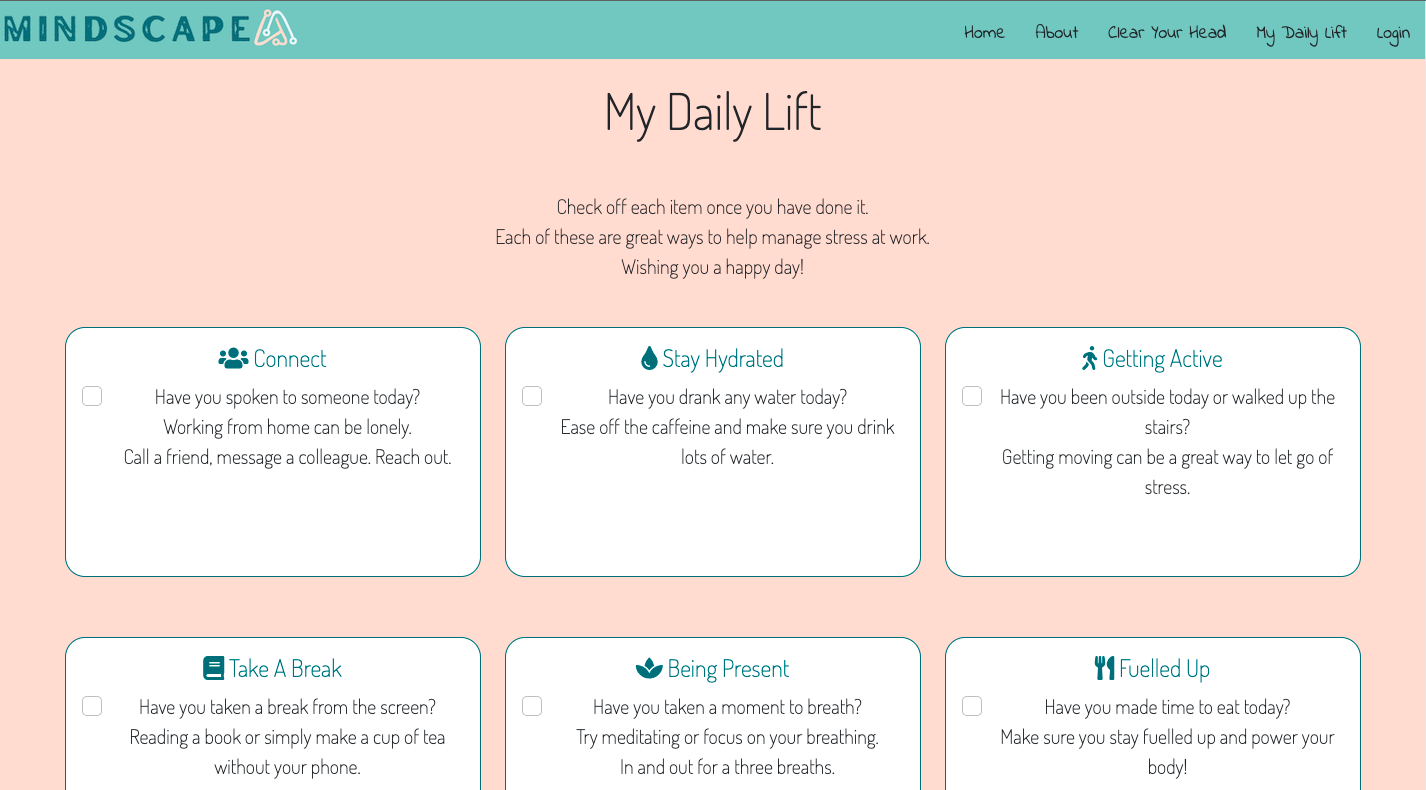 MINDSCAPE
Home About Clear Your Head My Daily Lift Login
My Daily Lift
Check off each item once you have done it.
Each of these are great ways to help manage stress at work.
Wishing you a happy day!
Connect
Have you spoken to someone today?
Working from home can be lonely.
Call a friend, message a colleague. Reach out.
Stay Hydrated
Have you drank any water today?
Ease off the caffeine and make sure you drink
lots of water.
Getting Active
Have you been outside today or walked up the
stairs?
Getting moving can be a great way to let go of
stress.
Take A Break
Have you taken a break from the screen?
Reading a book or simply make a cup of tea
without your phone.
Being Present
Have you taken a moment to breath?
Try meditating or focus on your breathing.
In and out for a three breaths.
Fuelled Up
Have you made time to eat today?
Make sure you stay fuelled up and power your
body!